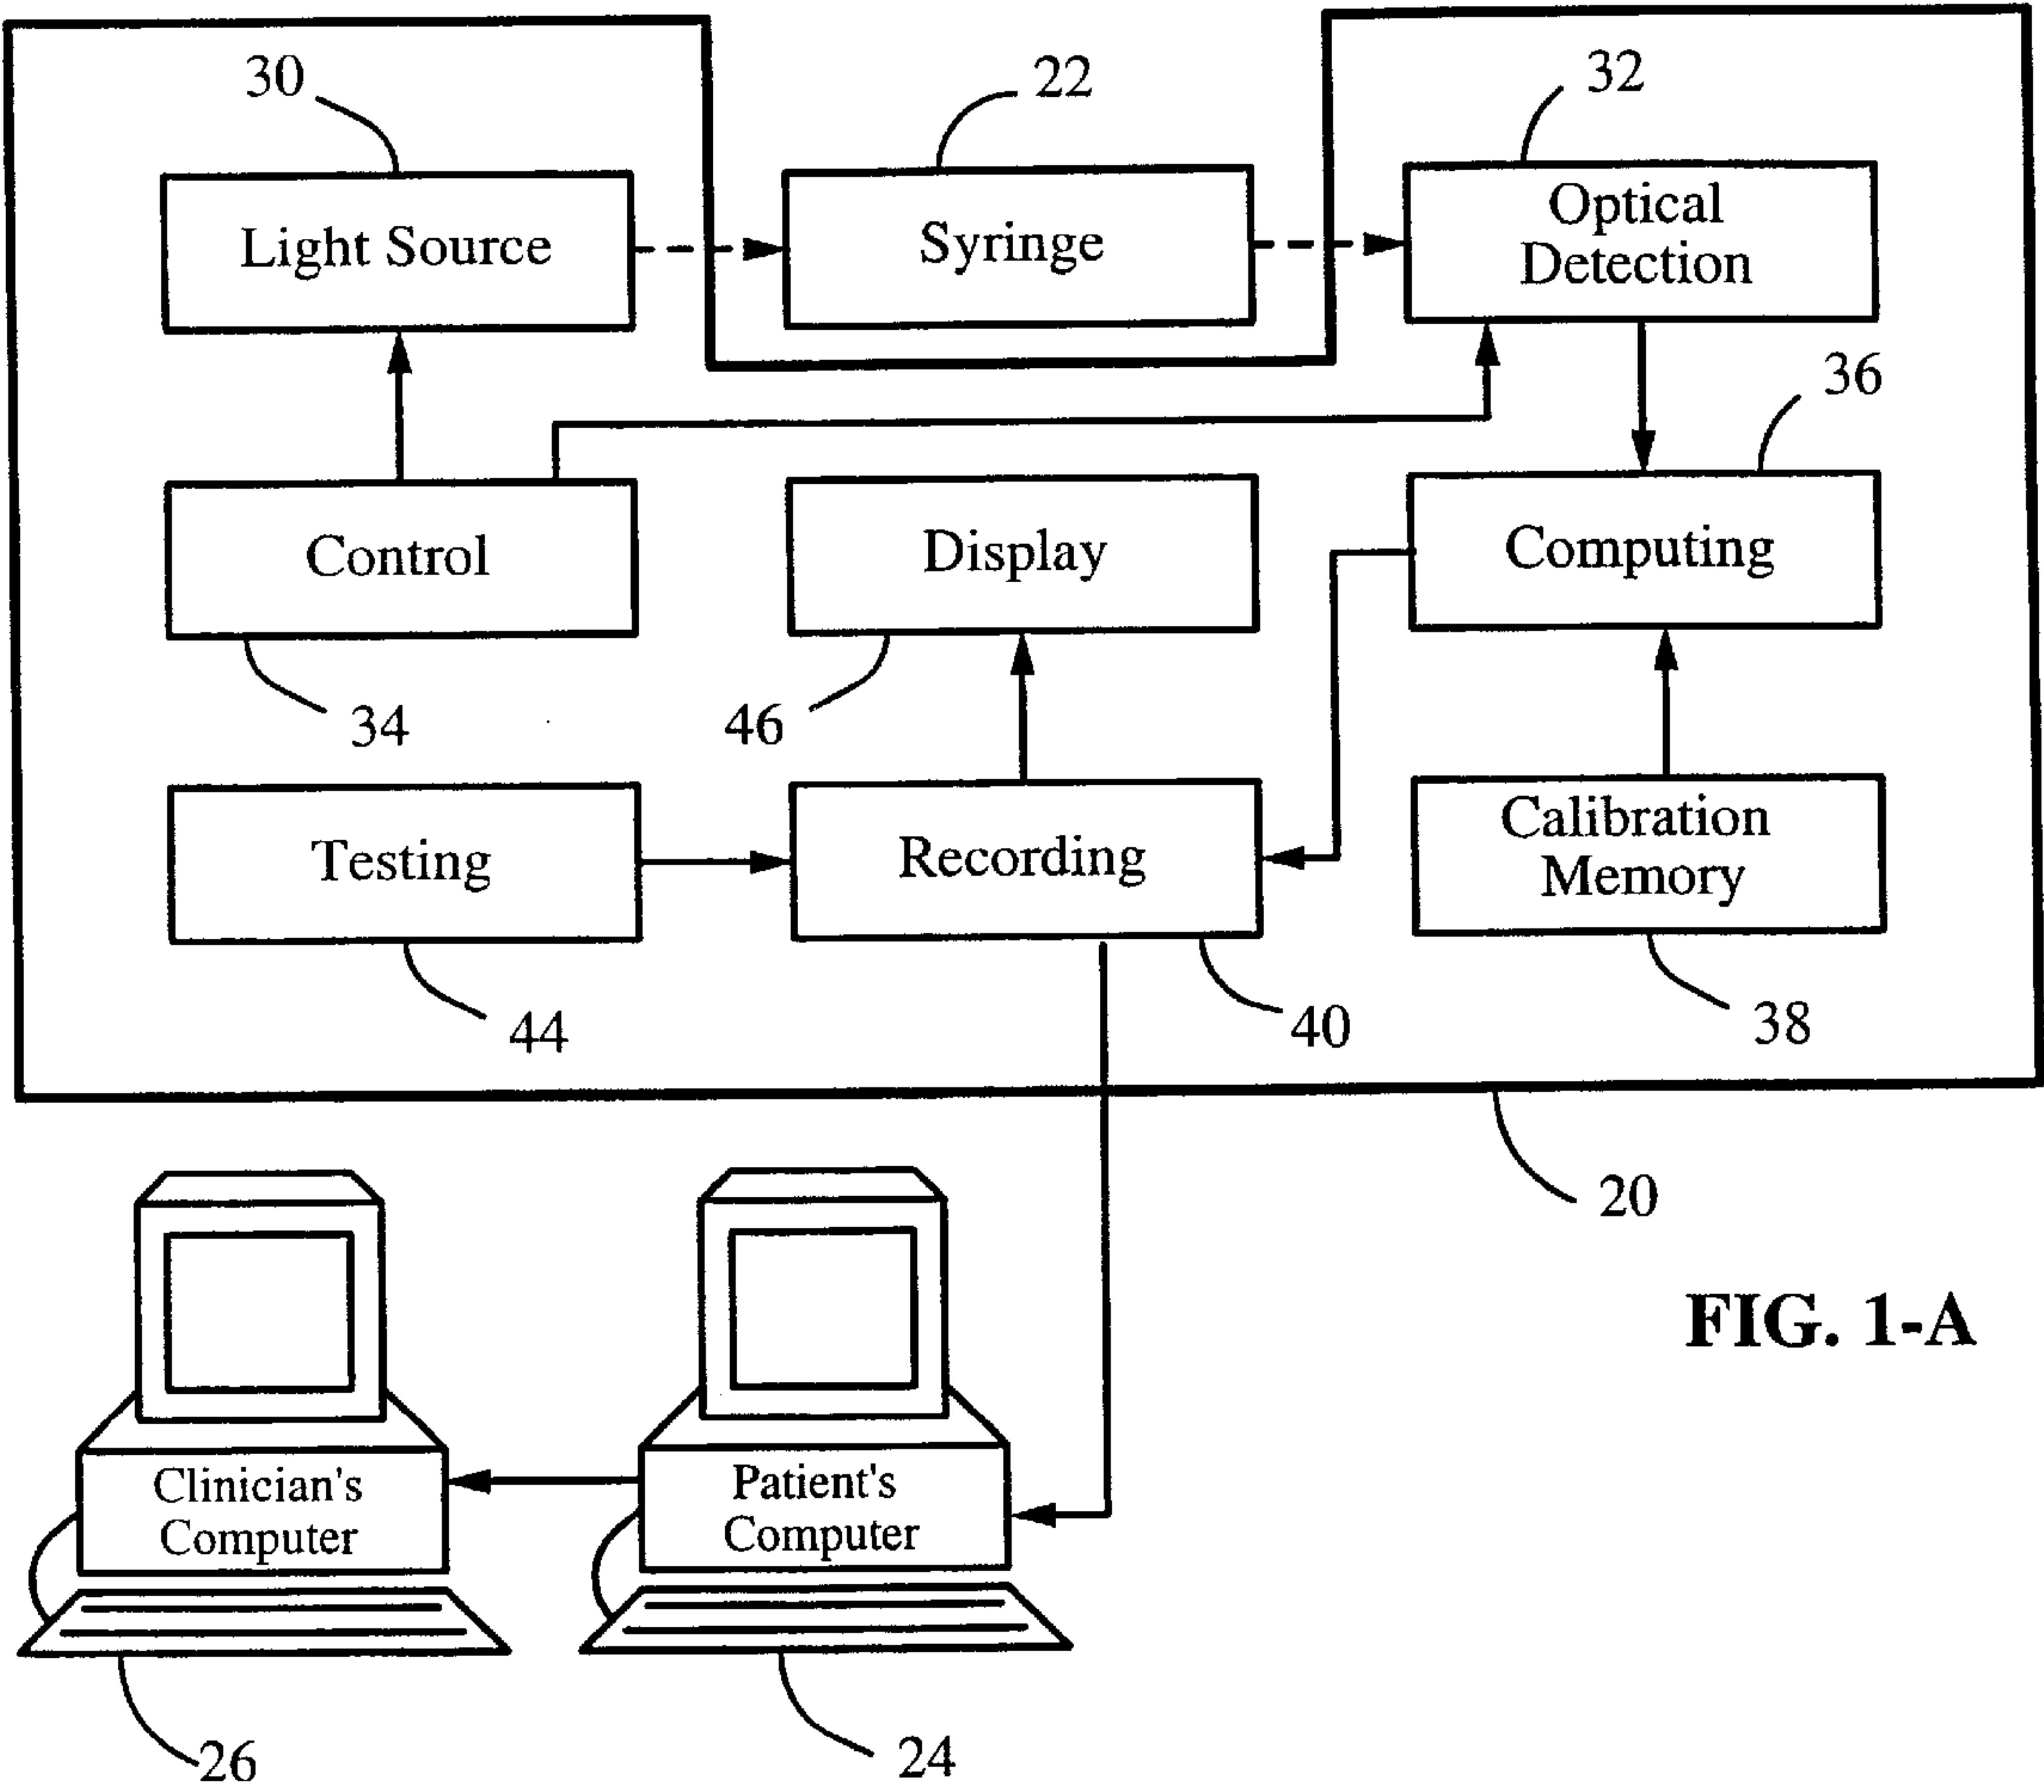 30
22
32
Light Source
Syringe
Optical
Detection
36
Control
Display
Computing
34
46
Testing
Recording
Calibration
Memory
44
40
38
20
FIG. 1-A
Clinician's
Computer
Patient's
Computer
26
24